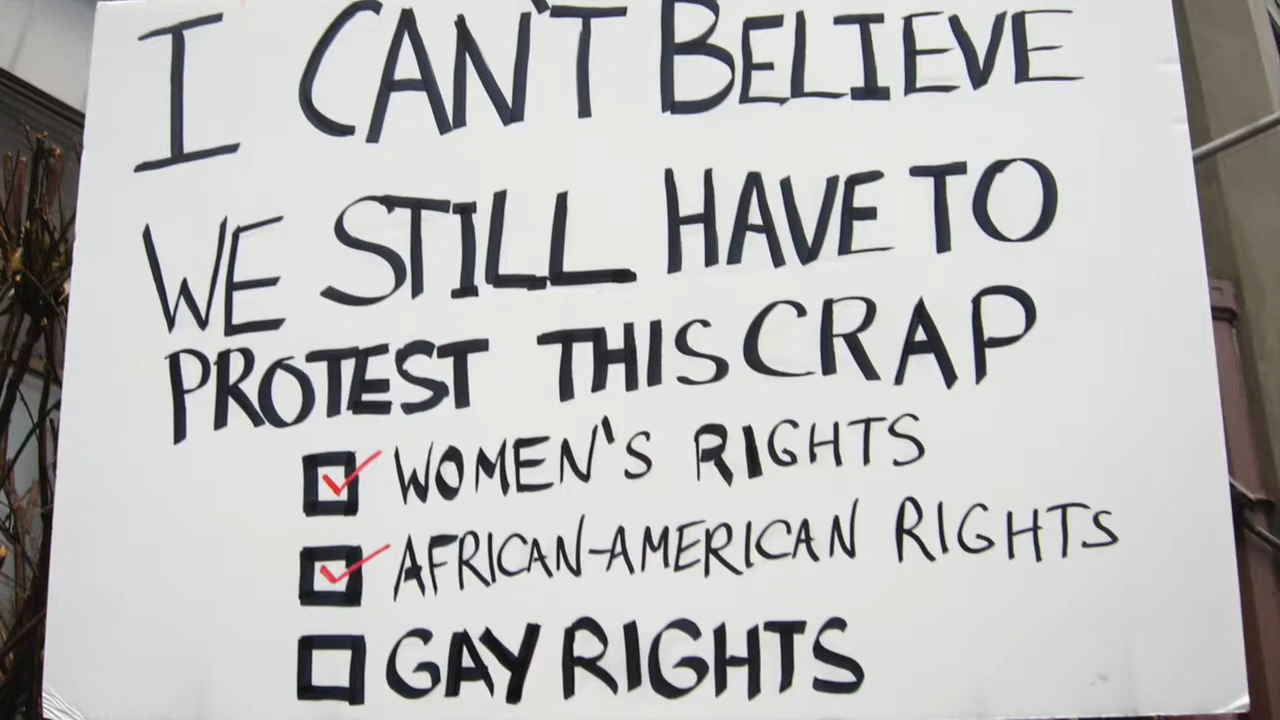 I CAN'T BELIEVE
WE STILL HAVE TO
PROTEST THIS CRAP
WOMEN'S RIGHTS
AFRICAN-AMERICAN RIGHTS
GAY RIGHTS